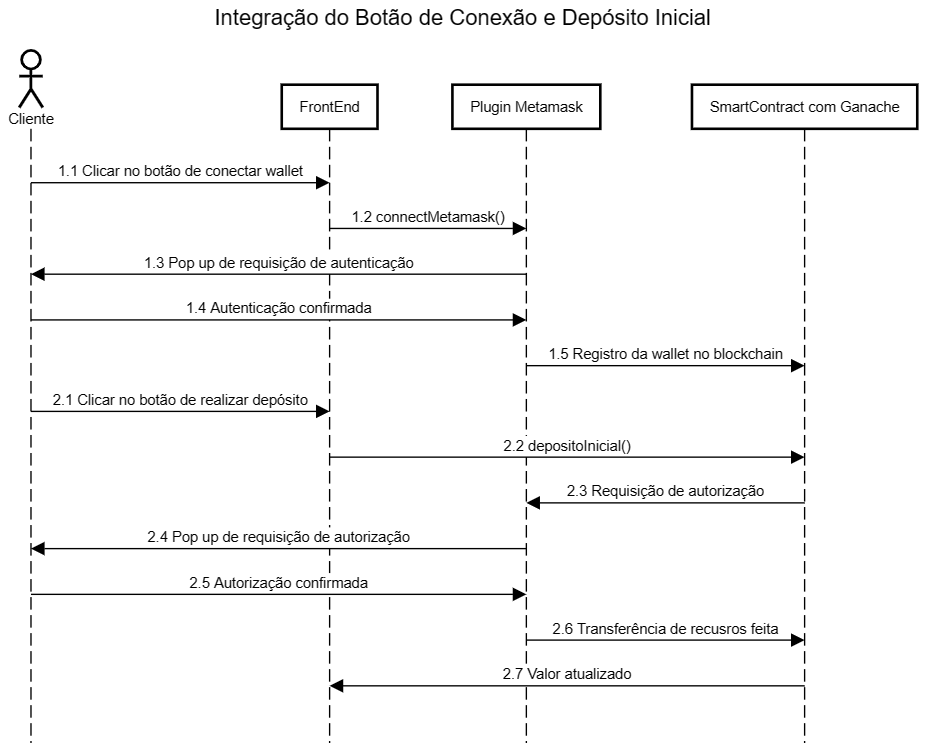 Integração do Botão de Conexão e Depósito Inicial
Cliente
FrontEnd
Plugin Metamask
SmartContract com Ganache
1.1 Clicar no botão de conectar wallet
1.2 connectMetamask()
1.3 Pop up de requisição de autenticação
1.4 Autenticação confirmada
1.5 Registro da wallet no blockchain
2.1 Clicar no botão de realizar depósito
2.2 depositoInicial()
2.3 Requisição de autorização
2.4 Pop up de requisição de autorização
2.5 Autorização confirmada
2.6 Transferência de recusros feita
2.7 Valor atualizado